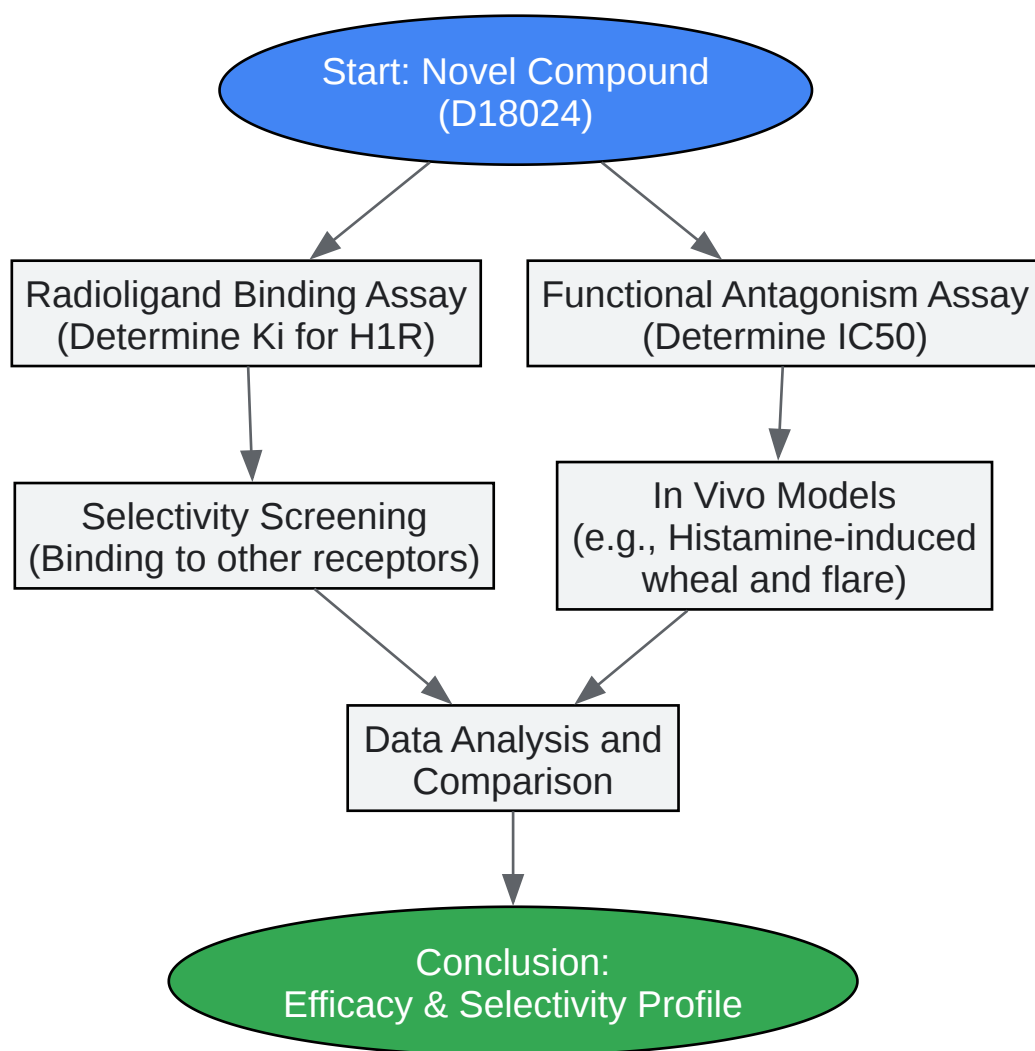 Start: Novel Compound
(D18024)
Radioligand Binding Assay
(Determine Ki for H1R)
Functional Antagonism Assay
(Determine IC50)
Selectivity Screening
(Binding to other receptors)
In Vivo Models
(e.g., Histamine-induced
wheal and flare)
Data Analysis and
Comparison
Conclusion:
Efficacy & Selectivity Profile